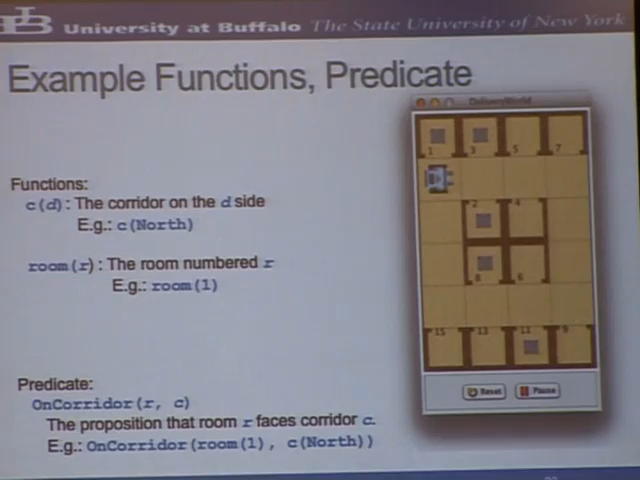 University at Buffalo The State University of New York
Example Functions, Predicate
DeliveryWorld
1 3 5 7
Functions:
c(d): The corridor on the d side
E.g.: c(North)
2 4
room(r): The room numbered r
E.g.: room(1)
8 6
15 13 11 9
Predicate:
OnCorridor(r, c)
The proposition that room r faces corridor c.
E.g.: OnCorridor(room(1), c(North))
Reset Pause